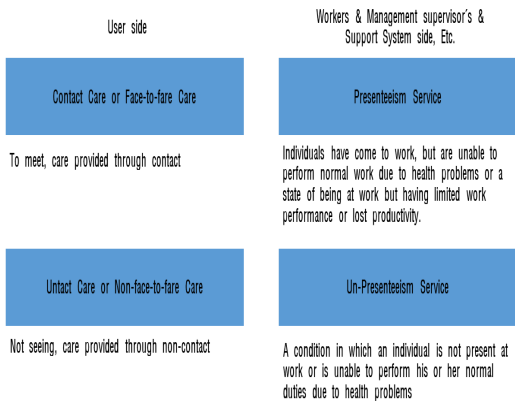 User side
Workers & Management supervisor´s &
Support System side, Etc.
Contact Care or Face-to-fare Care
Presenteeism Service
To meet, care provided through contact
Individuals have come to work, but are unable to
perform normal work due to health problems or a
state of being at work but having limited work
performance or lost productivity.
Untact Care or Non-face-to-fare Care
Un-Presenteeism Service
Not seeing, care provided through non-contact
A condition in which an individual is not present at
work or is unable to perform his or her normal
duties due to health problems